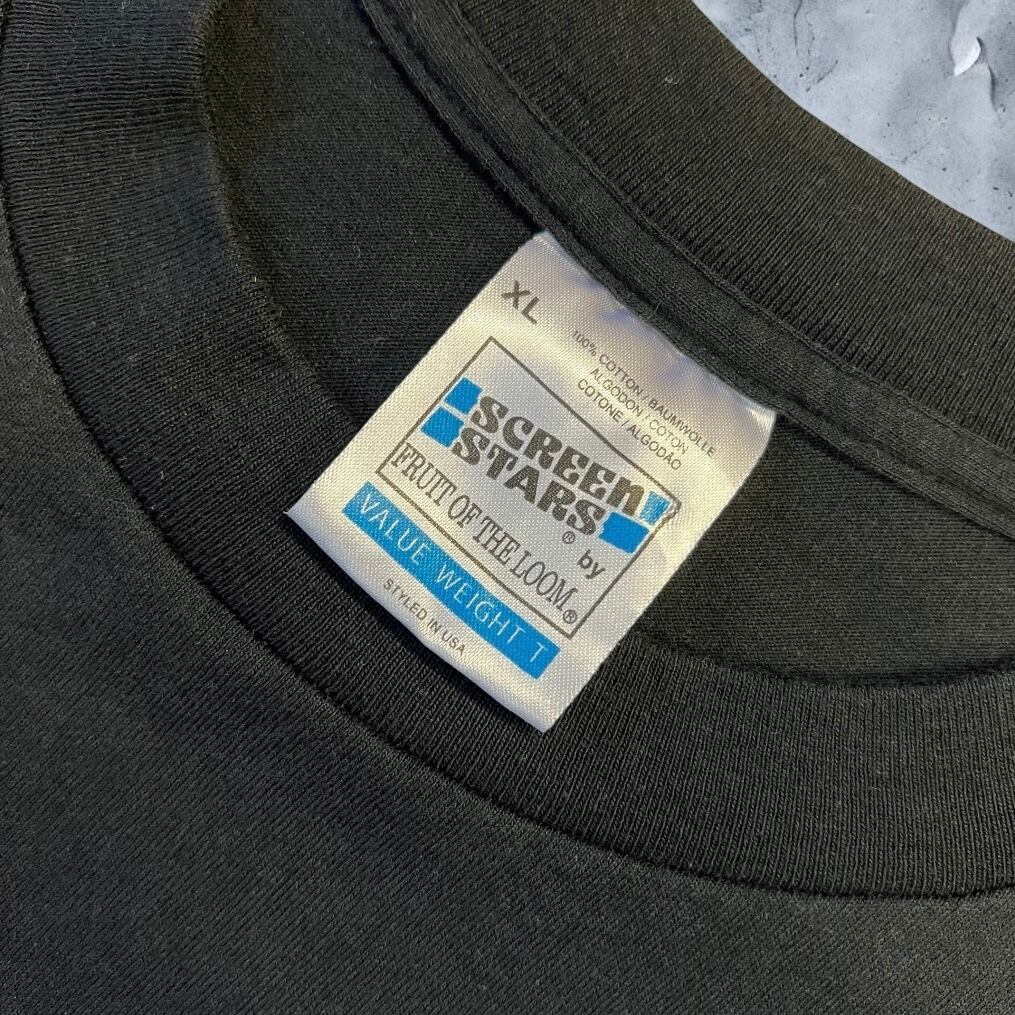 XL
100% COTTON / BAUMWOLLE
ALGODON / COTON
COTONE / ALGODÃO
SCREEN
STARS® by
FRUIT OF THE LOOM®
VALUE WEIGHT T
STYLED IN USA